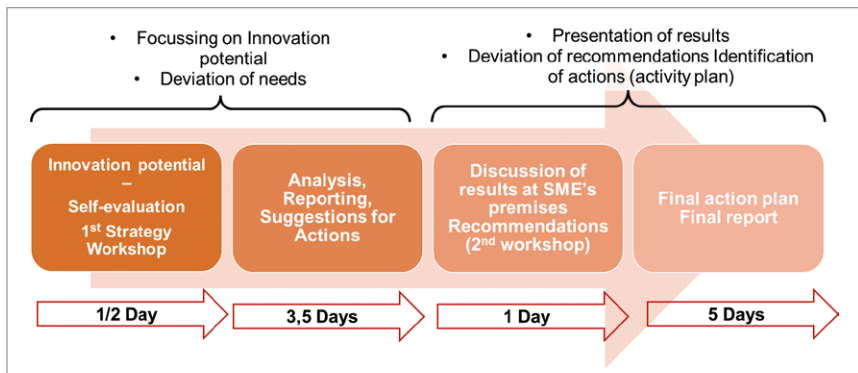 • Focussing on Innovation
potential
• Deviation of needs
• Presentation of results
• Deviation of recommendations Identification
of actions (activity plan)
Innovation potential
–
Self-evaluation
1st Strategy
Workshop
Analysis,
Reporting,
Suggestions for
Actions
Discussion of
results at SME's
premises
Recommendations
(2nd workshop)
Final action plan
Final report
1/2 Day
3,5 Days
1 Day
5 Days